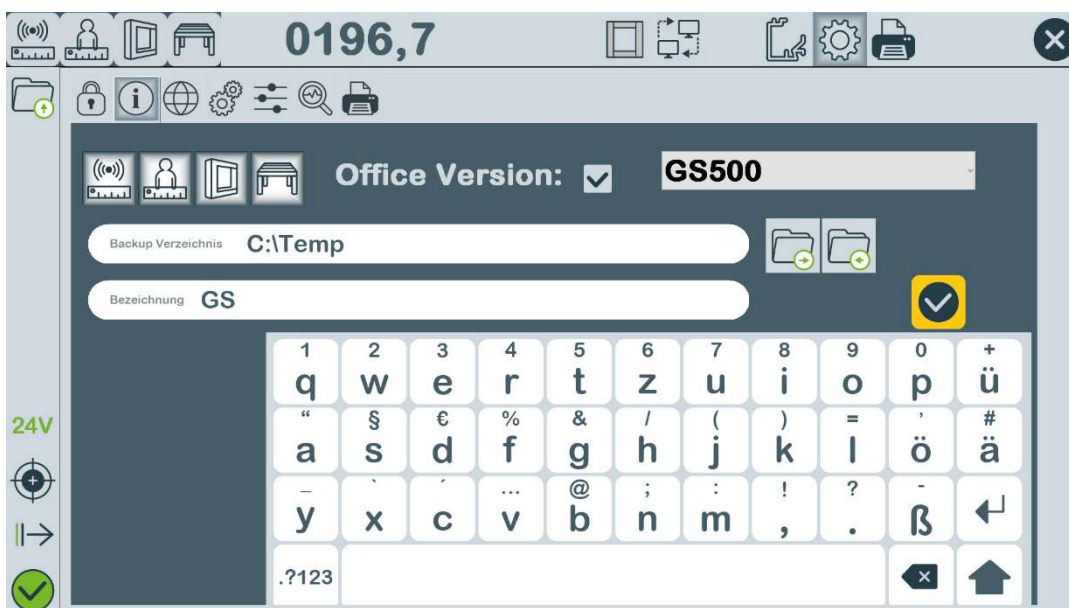 0196,7
Office Version: GS500
Backup Verzeichnis C:\Temp
Bezeichnung GS
1 2 3 4 5 6 7 8 9 0 +
q w e r t z u i o p ü
“ § € % & / ( ) = ' #
a s d f g h j k l ö ä
_ ` ´ ... @ ; : ! ? -
y x c v b n m , . ß
.?123
24V